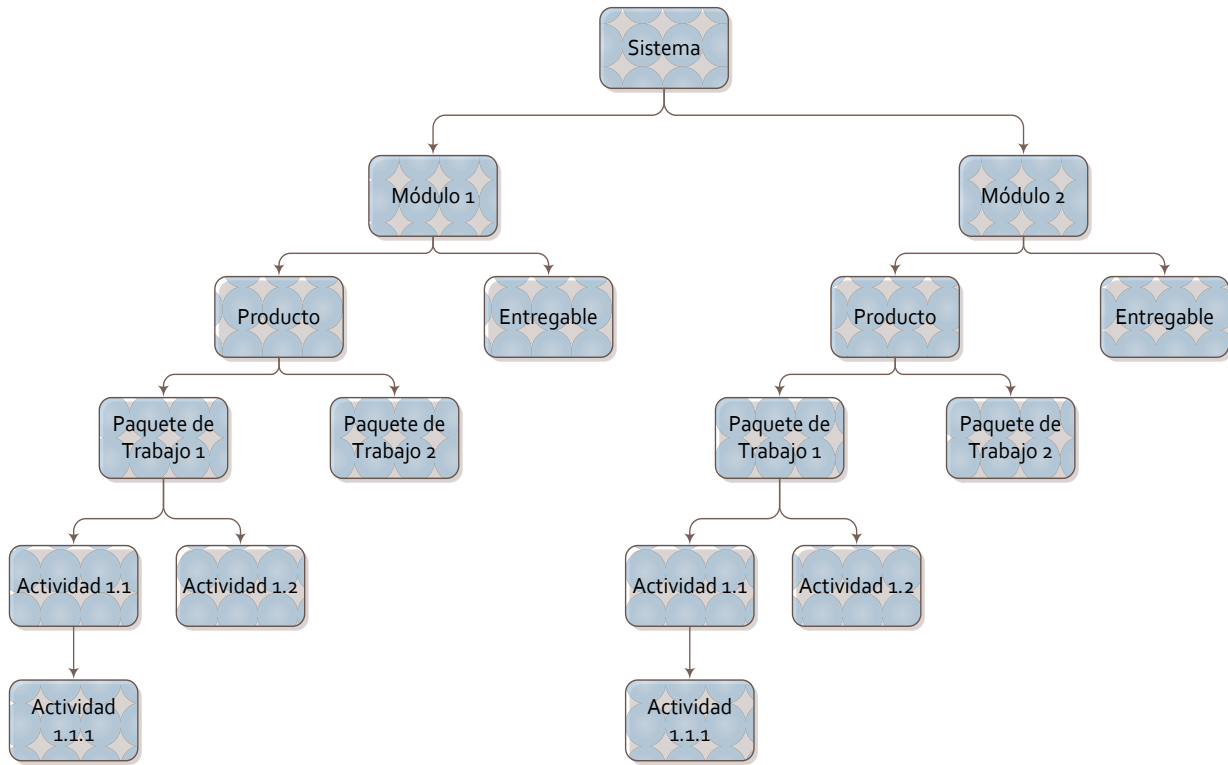 Sistema
Módulo 1
Módulo 2
Producto
Entregable
Producto
Entregable
Paquete de
Trabajo 1
Paquete de
Trabajo 2
Paquete de
Trabajo 1
Paquete de
Trabajo 2
Actividad 1.1
Actividad 1.2
Actividad 1.1
Actividad 1.2
Actividad
1.1.1
Actividad
1.1.1